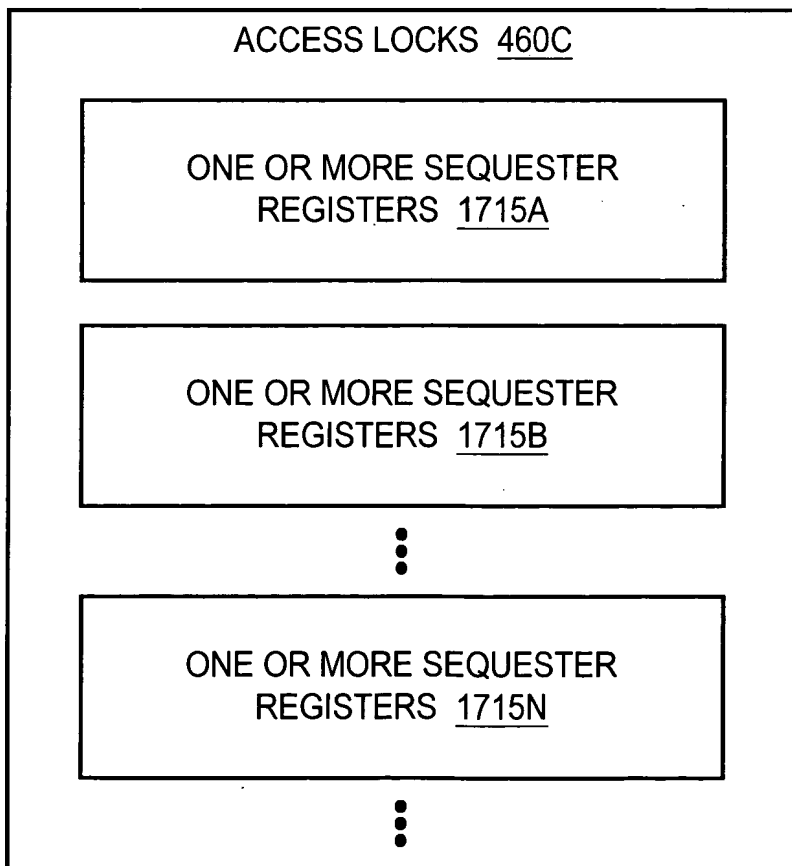 ACCESS LOCKS 460C
ONE OR MORE SEQUESTER
REGISTERS 1715A
ONE OR MORE SEQUESTER
REGISTERS 1715B
ONE OR MORE SEQUESTER
REGISTERS 1715N